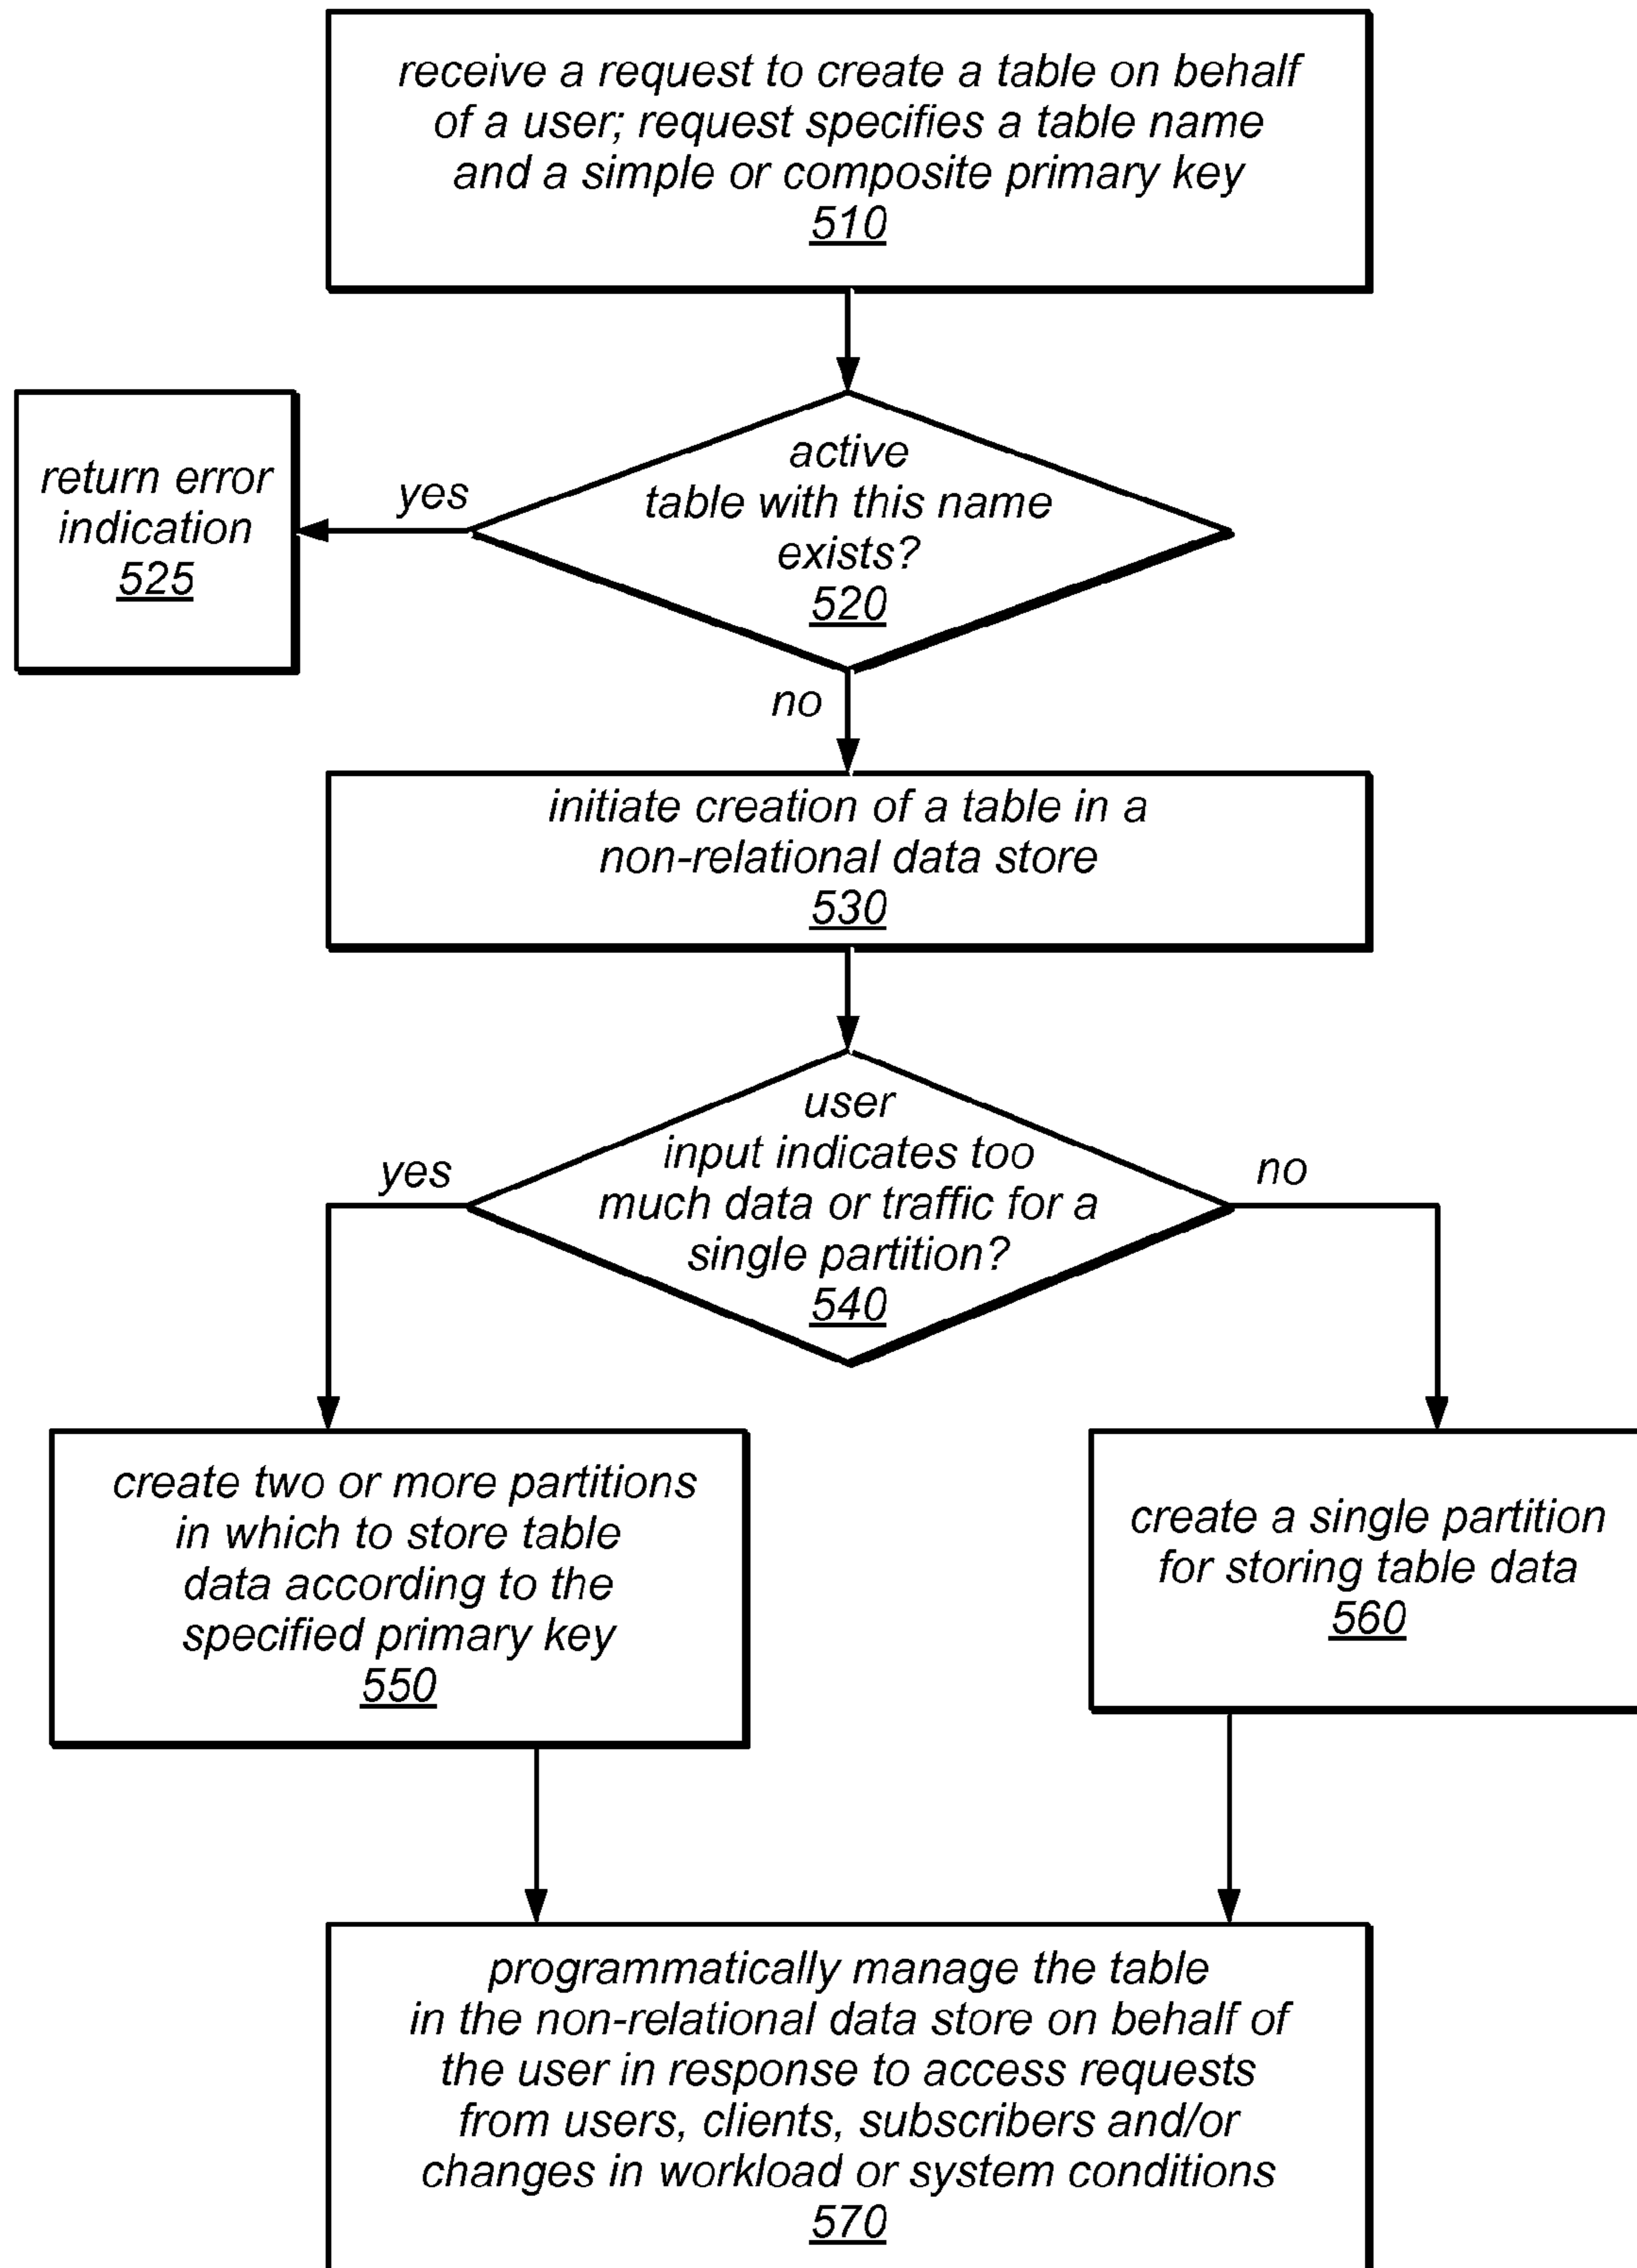 receive a request to create a table on behalf
of a user; request specifies a table name
and a simple or composite primary key
510
active
table with this name
exists?
520
yes
return error
indication
525
no
initiate creation of a table in a
non-relational data store
530
user
input indicates too
much data or traffic for a
single partition?
540
yes
no
create two or more partitions
in which to store table
data according to the
specified primary key
550
create a single partition
for storing table data
560
programmatically manage the table
in the non-relational data store on behalf of
the user in response to access requests
from users, clients, subscribers and/or
changes in workload or system conditions
570